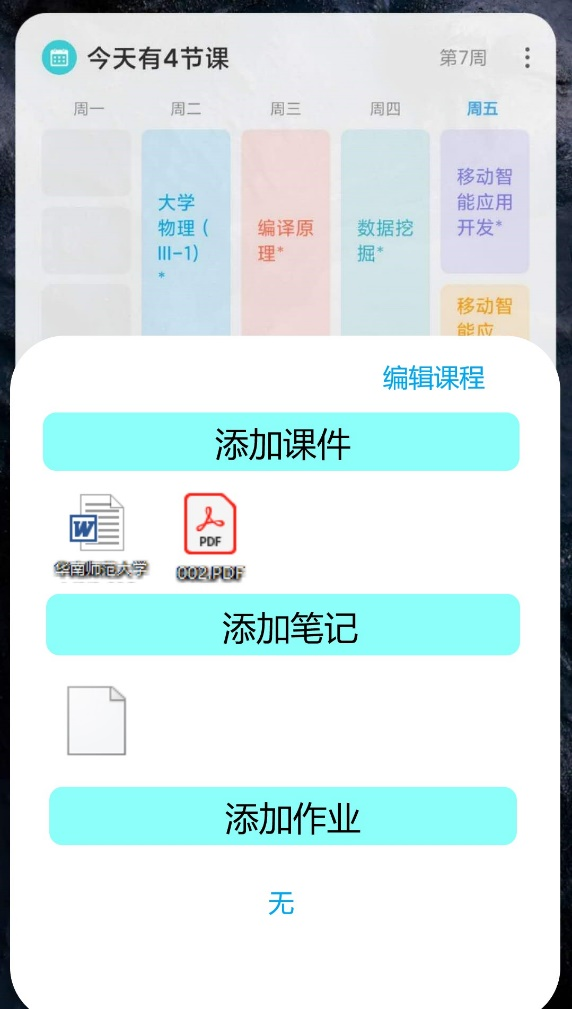 今天有4节课
第7周
周一 周二 周三 周四 周五
大学
物理 (
III-1)
*
编译原
理*
数据挖
掘*
移动智
能应用
开发*
移动智
能应
编辑课程
添加课件
W
PDF
华南师范大学
002.PDF
添加笔记
添加作业
无